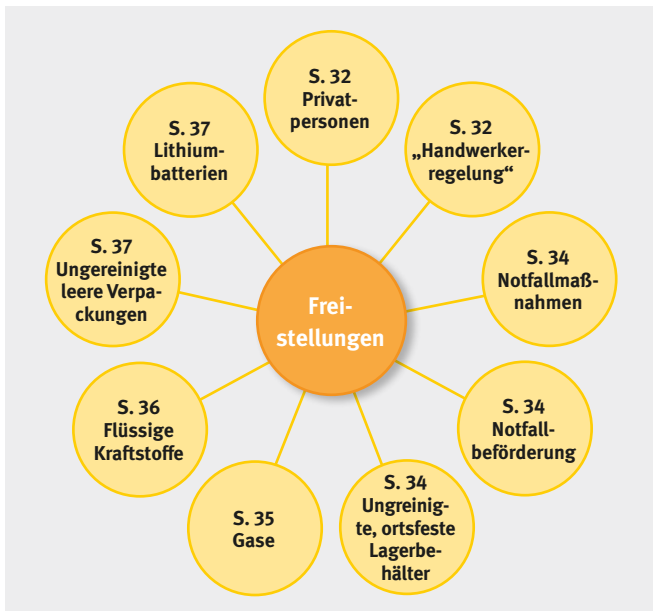 S. 32
Privat-
personen
S. 32
„Handwerker-
regelung“
S. 34
Notfallmaß-
nahmen
S. 34
Notfall-
beförderung
S. 34
Ungreinig-
te, ortsfeste
Lagerbe-
hälter
S. 35
Gase
S. 36
Flüssige
Kraftstoffe
S. 37
Ungereinigte
leere Verpa-
ckungen
S. 37
Lithium-
batterien
Frei-
stellungen